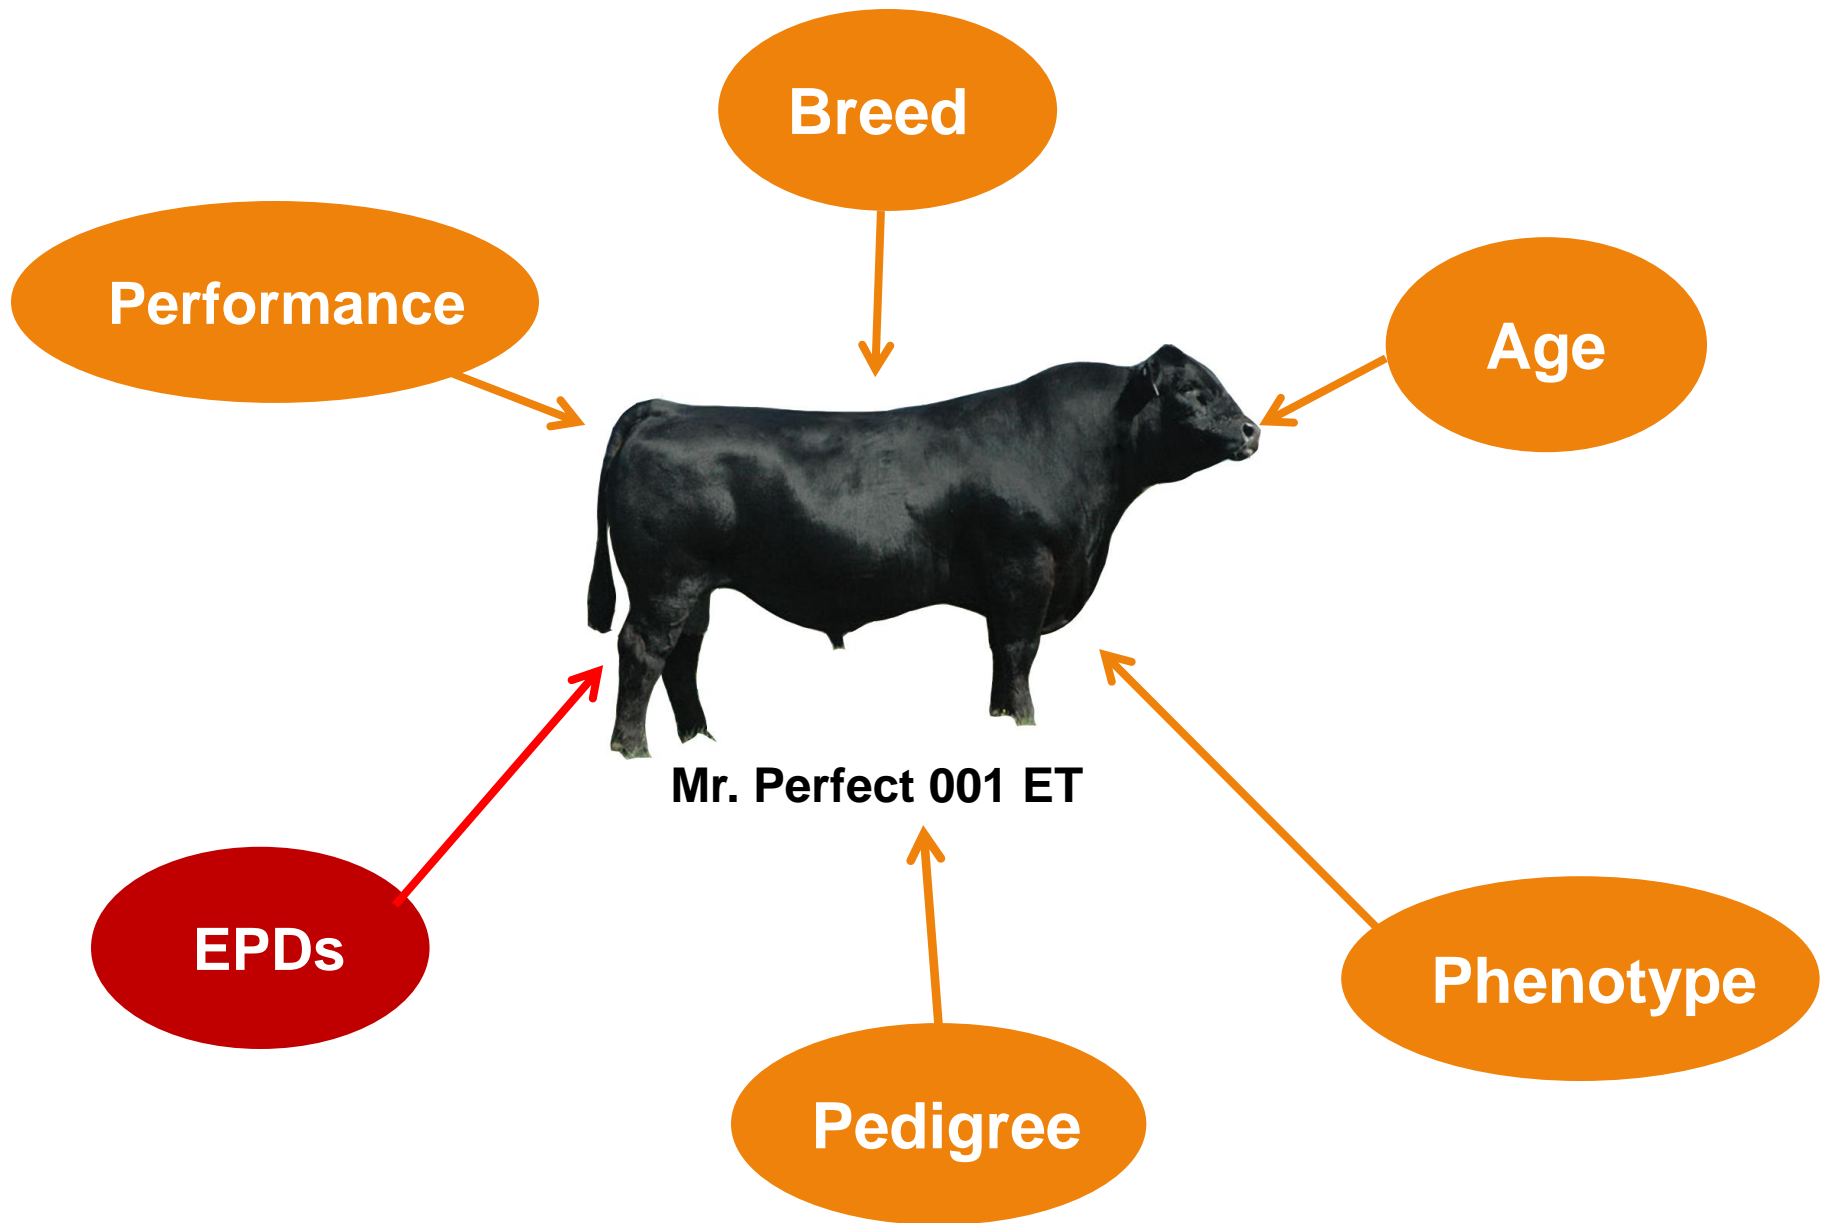 Breed
Performance
Age
Mr. Perfect 001 ET
EPDs
Phenotype
Pedigree